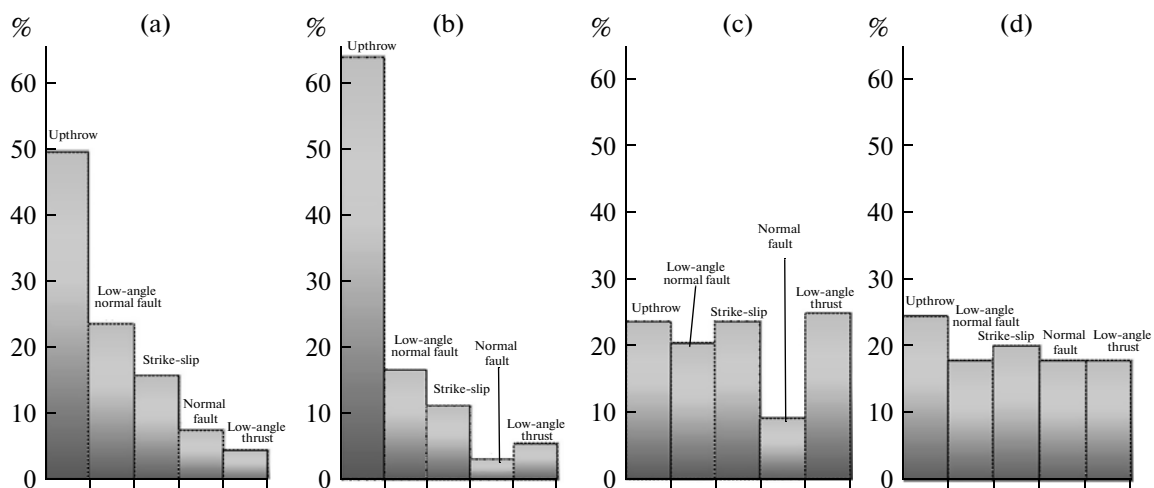 %
(a)
60
50
40
30
20
10
0
Upthrow
Low-angle
normal fault
Strike-slip
Normal
fault
Low-angle
thrust
%
(b)
60
50
40
30
20
10
0
Upthrow
Low-angle
normal fault
Strike-slip
Normal
fault
Low-angle
thrust
%
(c)
60
50
40
30
20
10
0
Upthrow
Low-angle
normal fault
Strike-slip
Normal
fault
Low-angle
thrust
%
(d)
60
50
40
30
20
10
0
Upthrow
Low-angle
normal fault
Strike-slip
Normal
fault
Low-angle
thrust